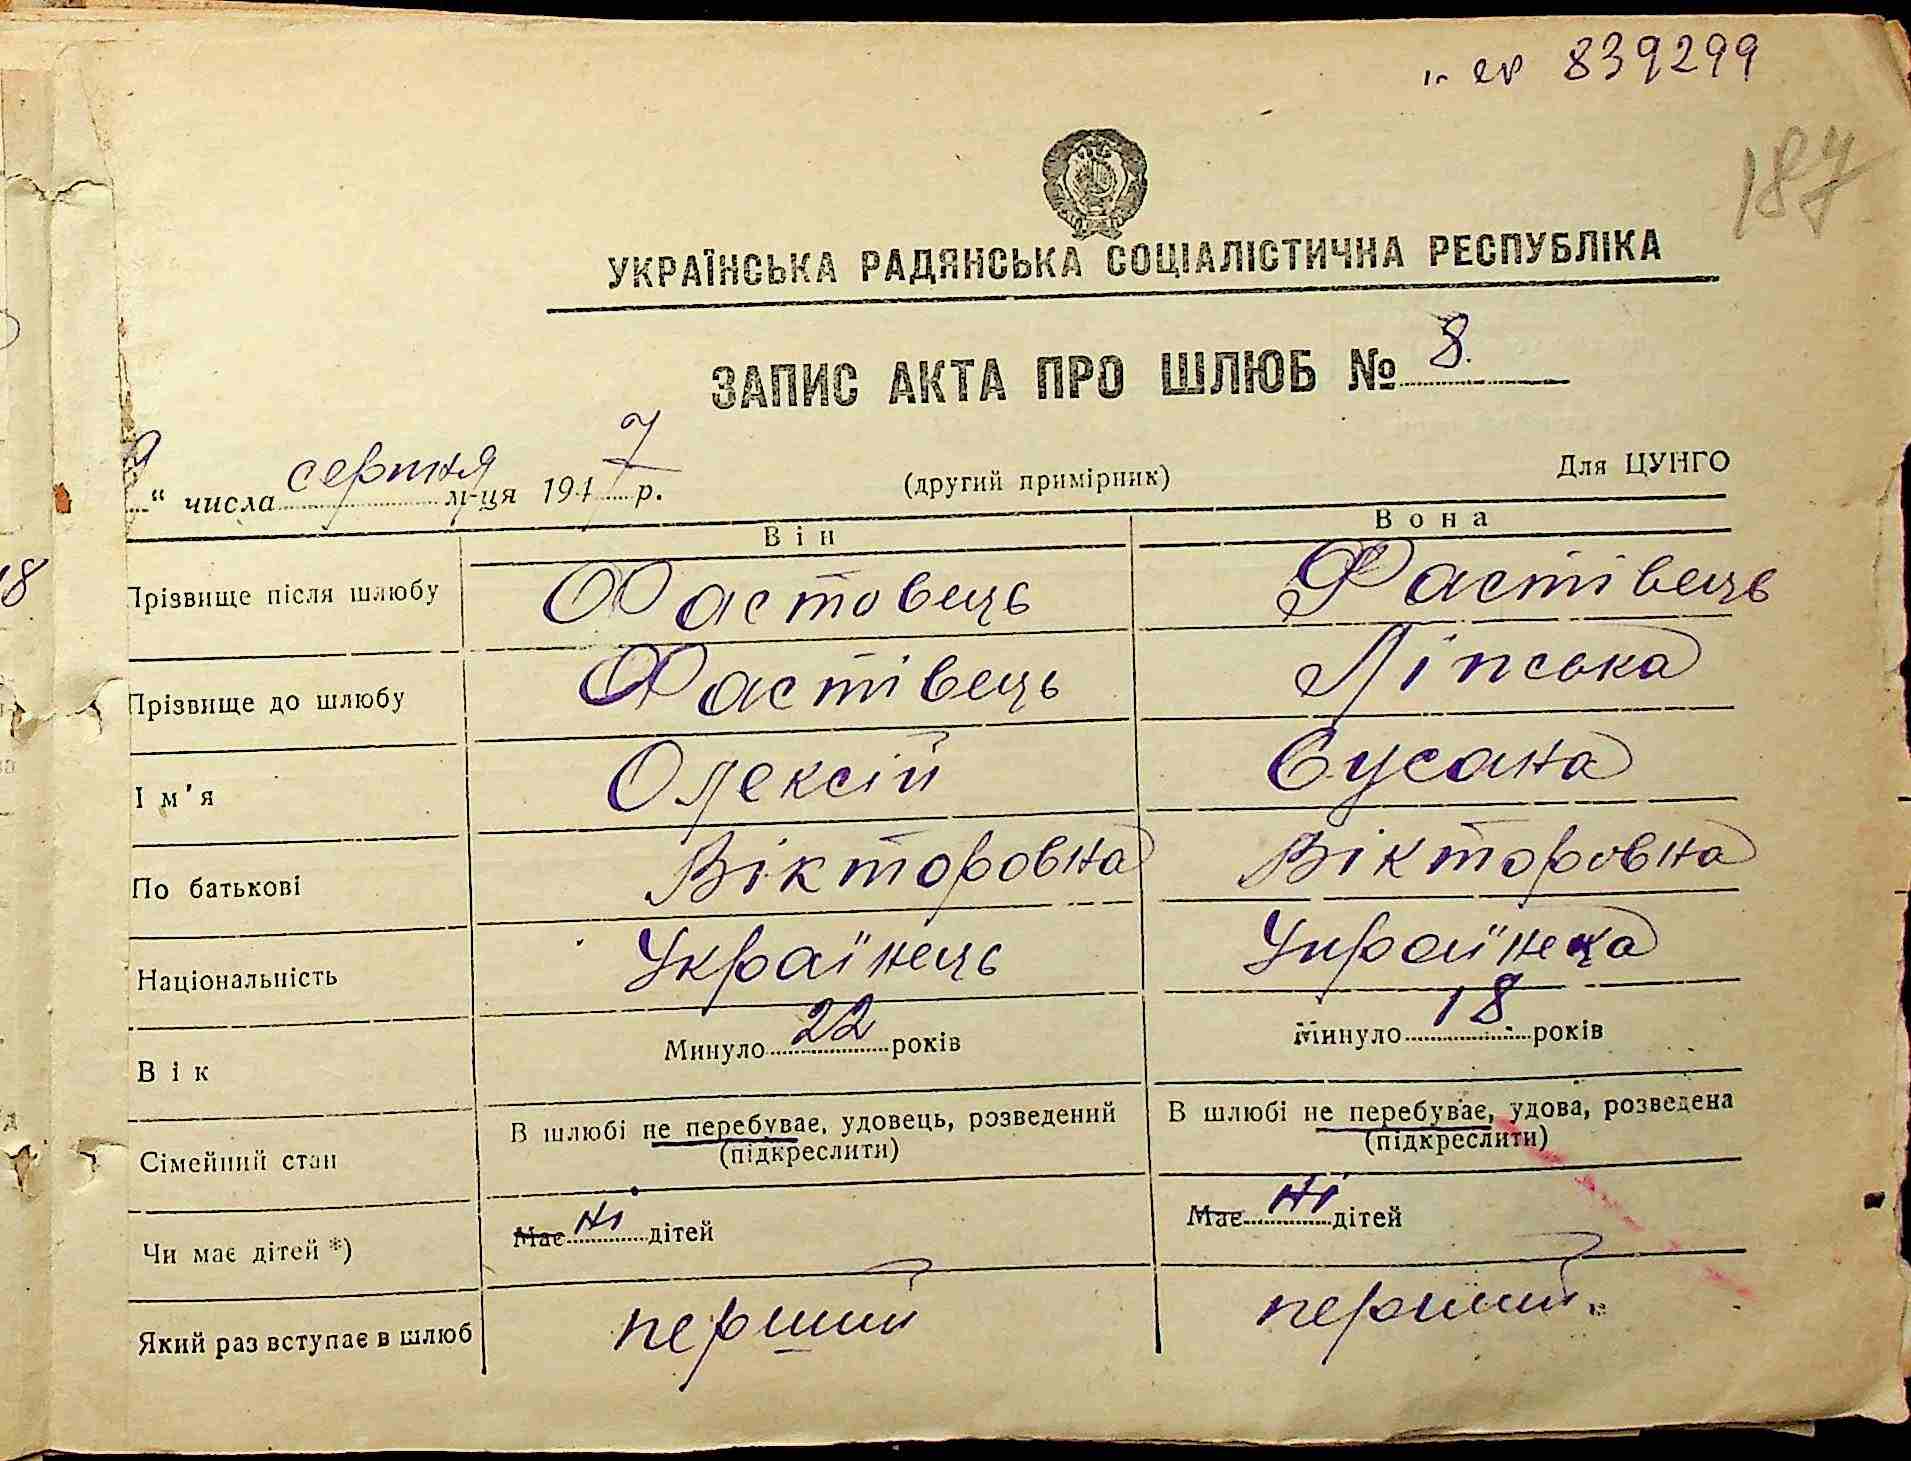 839299
187
УКРАЇНСЬКА РАДЯНСЬКА СОЦІАЛІСТИЧНА РЕСПУБЛІКА
ЗАПИС АКТА ПРО ШЛЮБ № 8.
9 " числа серпня м-ця 1947 р. (другий примірник) Для ЦУНГО
Він Вона
Прізвище після шлюбу Фастовець Фастівець
Прізвище до шлюбу Фастівець Ліпська
Ім'я Олексій Сусана
По батькові Вікторовна Вікторовна
Національність Українець Українка
Вік Минуло 22 років Минуло 18 років
Сімейний стан В шлюбі не перебуває, удовець, розведений В шлюбі не перебуває, удова, розведена
(підкреслити) (підкреслити)
Чи має дітей *) Має ні дітей Має ні дітей
Який раз вступає в шлюб перший перший
18